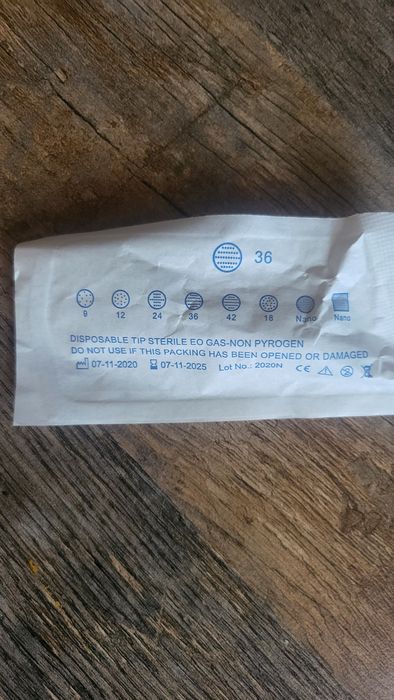 36
9 12 24 36 42 18 Nano Nano
DISPOSABLE TIP STERILE EO GAS-NON PYROGEN
DO NOT USE IF THIS PACKING HAS BEEN OPENED OR DAMAGED
07-11-2020 07-11-2025 Lot No.: 2020N CE